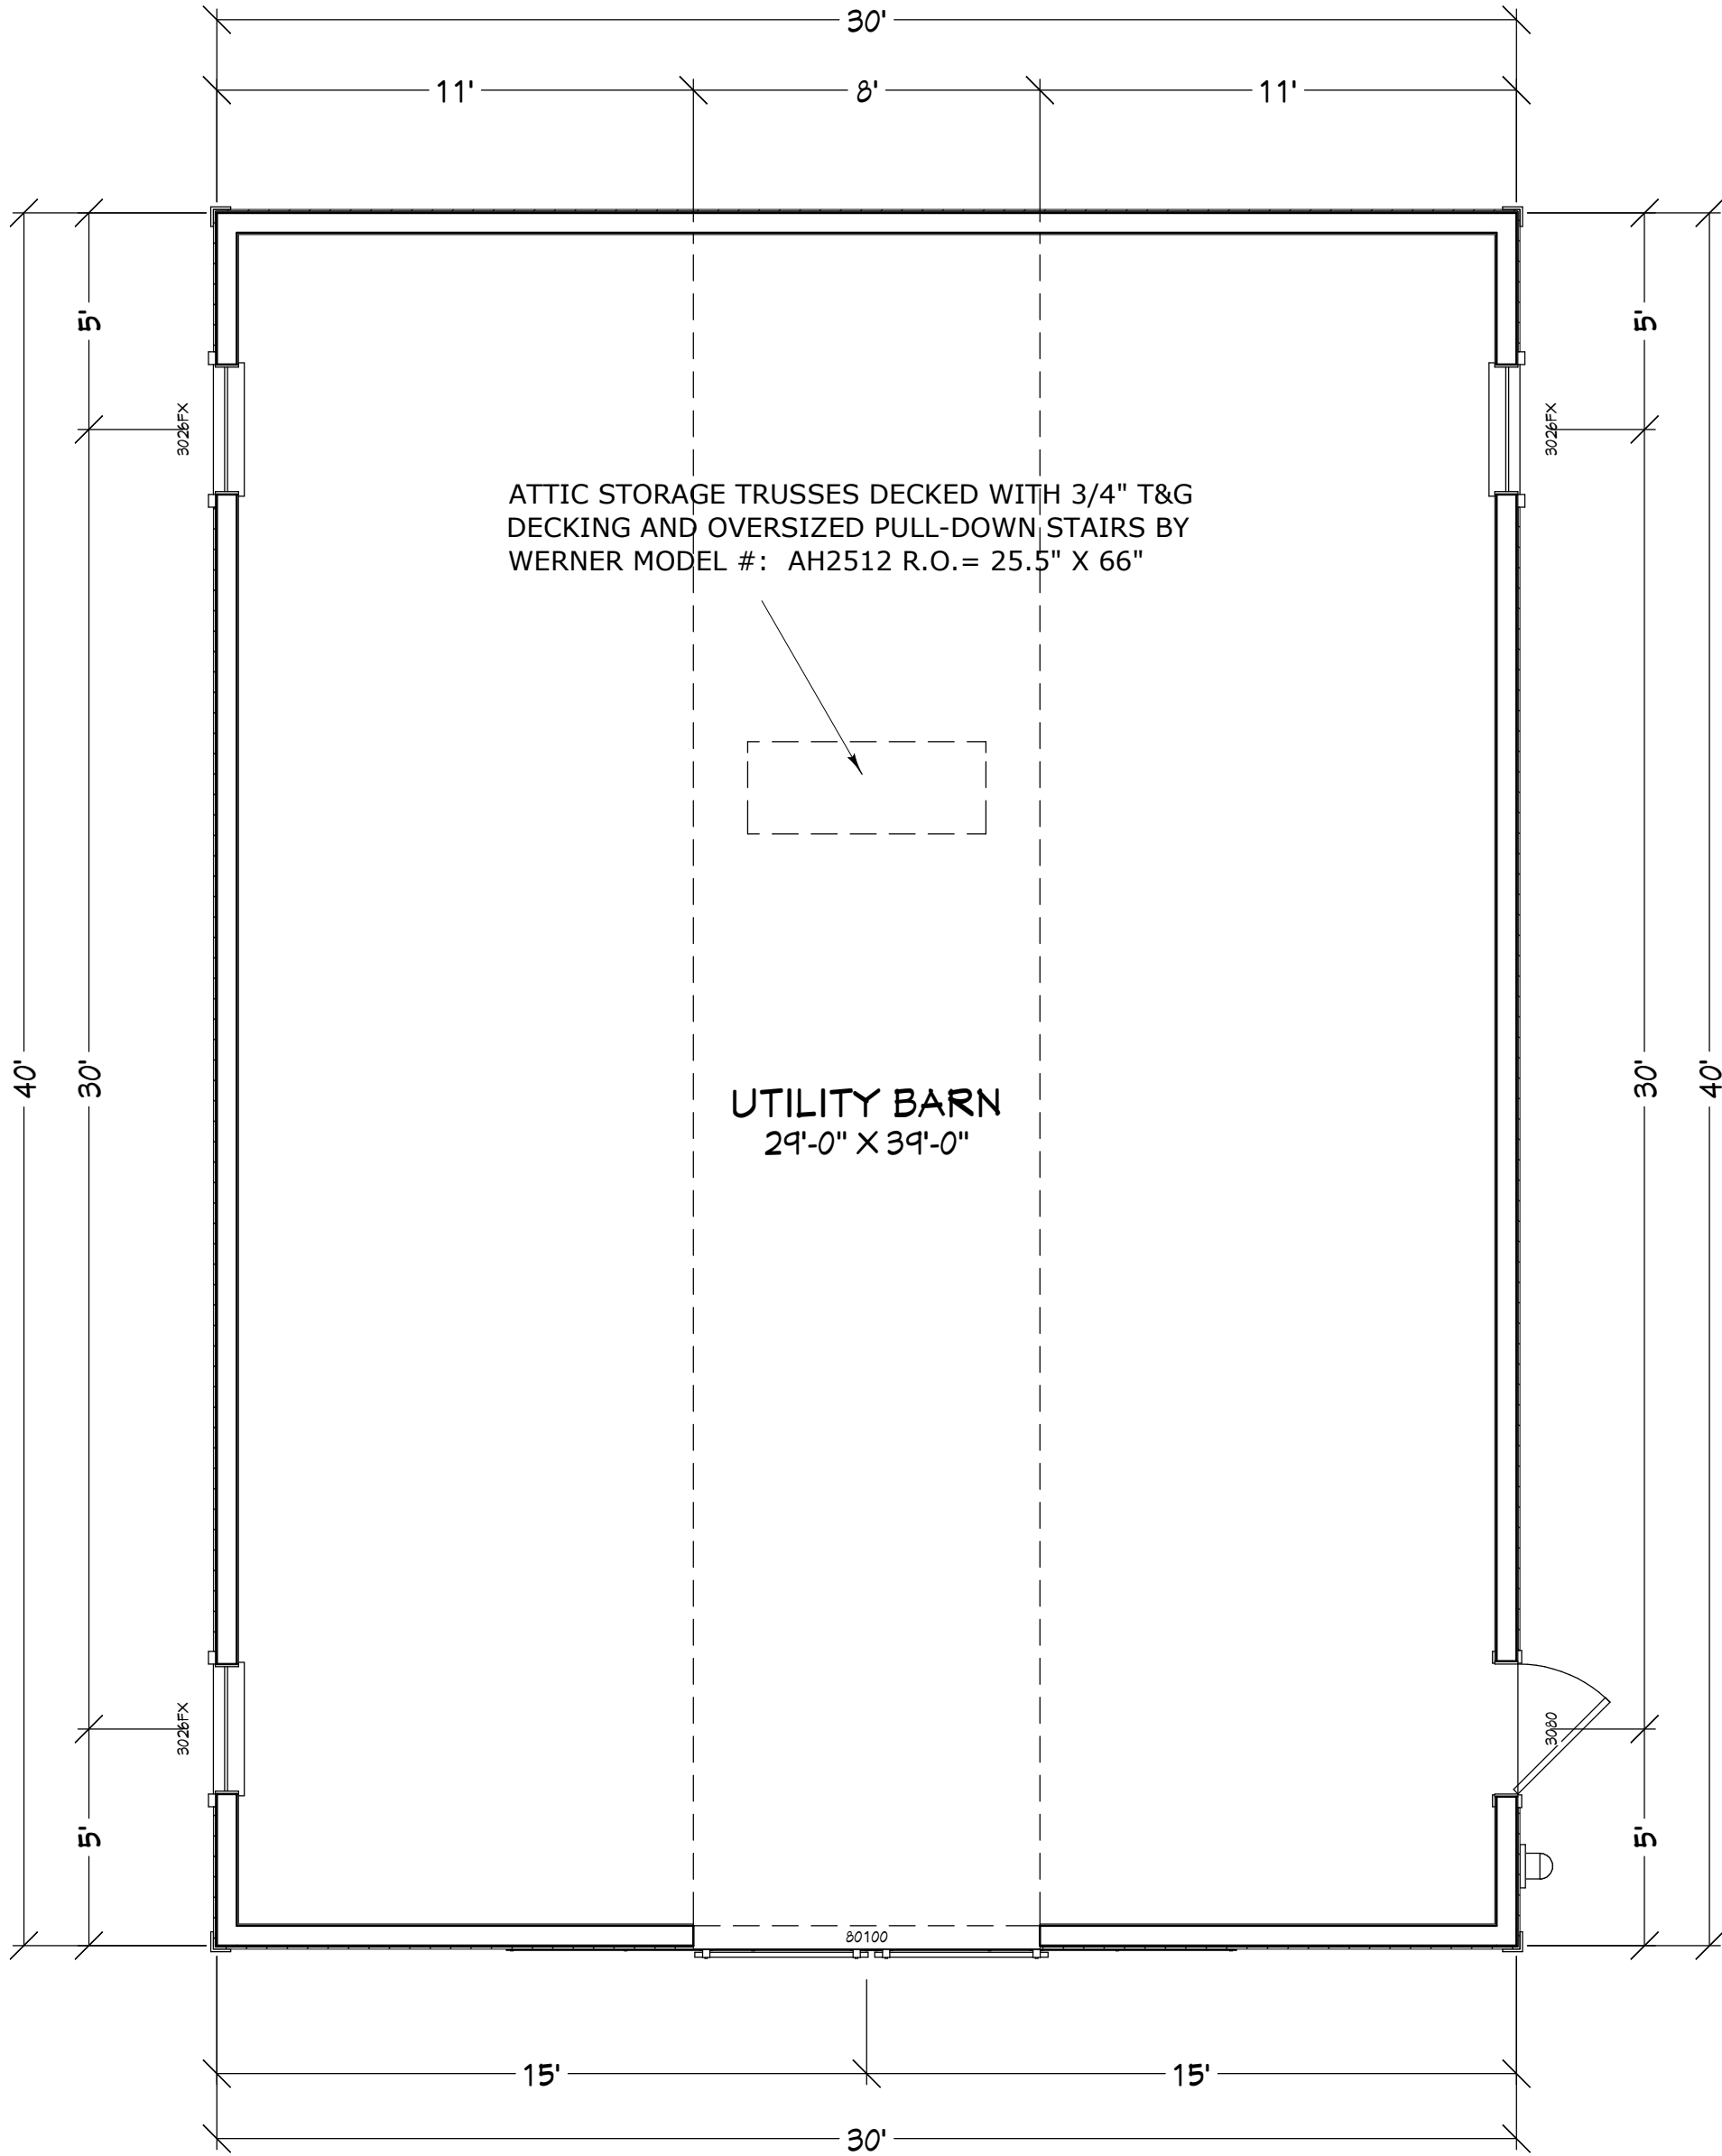 30'
11'
8'
11'
5'
5'
3026FX
3026FX
ATTIC STORAGE TRUSSES DECKED WITH 3/4" T&G
DECKING AND OVERSIZED PULL-DOWN STAIRS BY
WERNER MODEL #: AH2512 R.O.= 25.5" X 66"
40'
30'
30'
40'
UTILITY BARN
29'-0" X 39'-0"
3026FX
3080
5'
5'
80100
15'
15'
30'